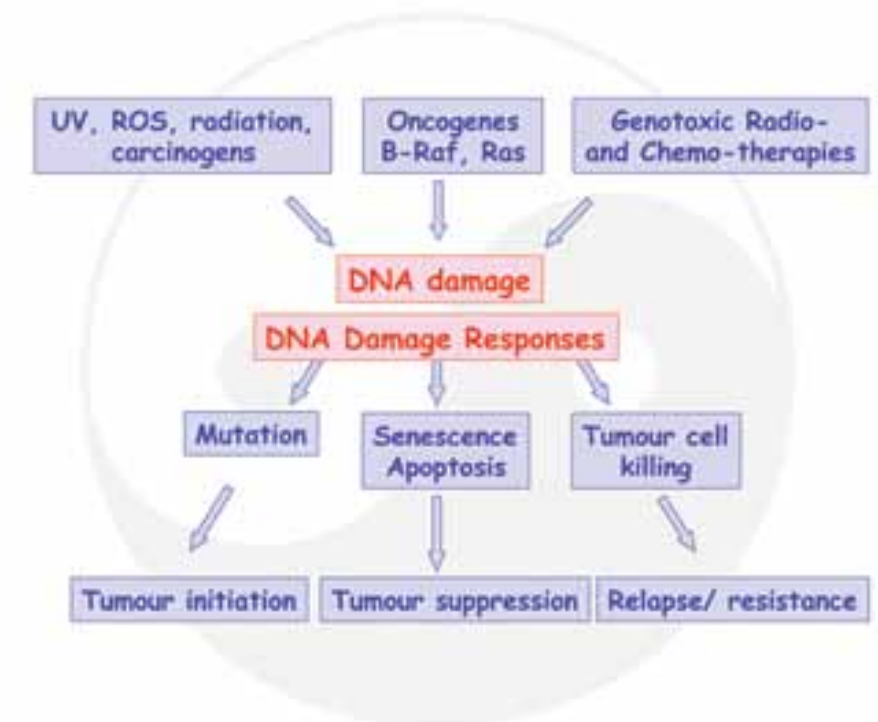 UV, ROS, radiation,
carcinogens
Oncogenes
B-Raf, Ras
Genotoxic Radio-
and Chemo-therapies
DNA damage
DNA Damage Responses
Mutation
Senescence
Apoptosis
Tumour cell
killing
Tumour initiation
Tumour suppression
Relapse/ resistance